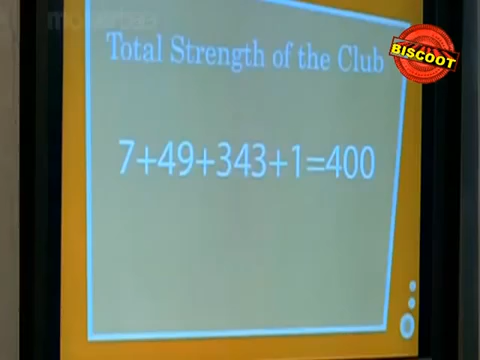 Total Strength of the Club
BISCOOT
7+49+343+1=400